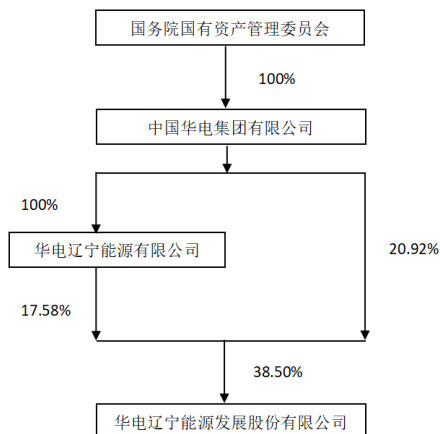 国务院国有资产管理委员会
100%
中国华电集团有限公司
100%
华电辽宁能源有限公司
20.92%
17.58%
38.50%
华电辽宁能源发展股份有限公司